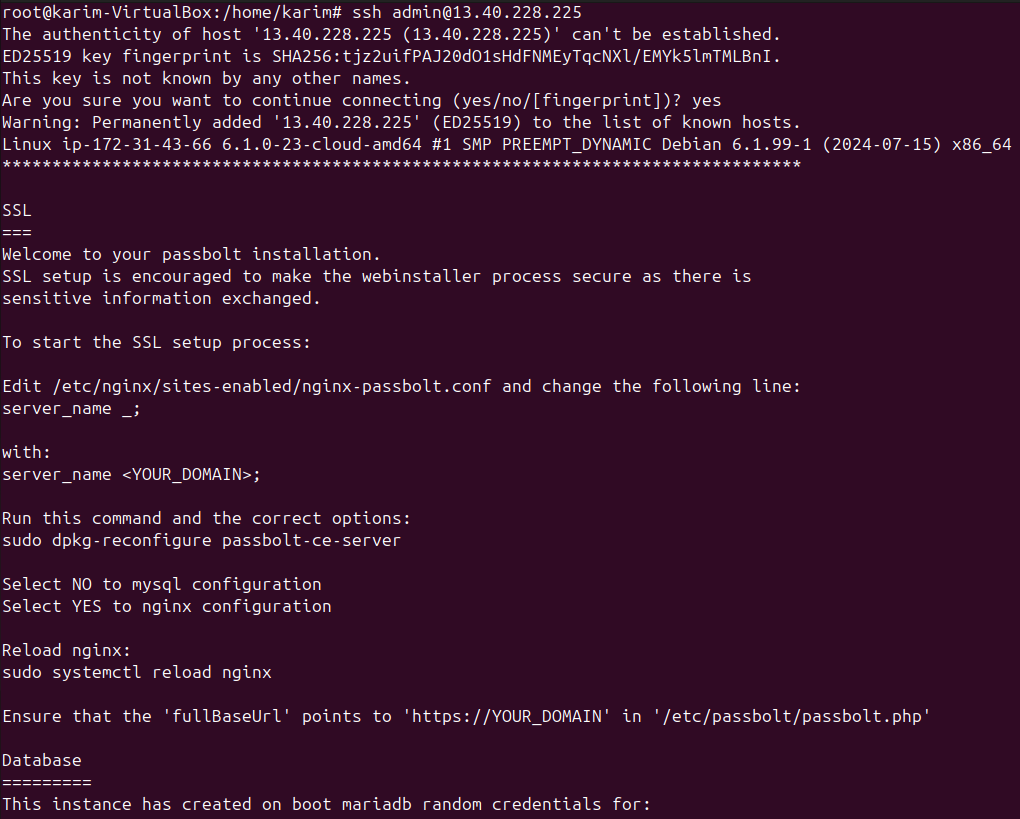 root@karim-VirtualBox:/home/karim# ssh admin@13.40.228.225
The authenticity of host '13.40.228.225 (13.40.228.225)' can't be established.
ED25519 key fingerprint is SHA256:tjz2uifPAJ20dO1sHdFNMEyTqcNXl/EMYk5lmTMLBnI.
This key is not known by any other names.
Are you sure you want to continue connecting (yes/no/[fingerprint])? yes
Warning: Permanently added '13.40.228.225' (ED25519) to the list of known hosts.
Linux ip-172-31-43-66 6.1.0-23-cloud-amd64 #1 SMP PREEMPT_DYNAMIC Debian 6.1.99-1 (2024-07-15) x86_64
********************************************************************************
SSL
===
Welcome to your passbolt installation.
SSL setup is encouraged to make the webinstaller process secure as there is
sensitive information exchanged.
To start the SSL setup process:
Edit /etc/nginx/sites-enabled/nginx-passbolt.conf and change the following line:
server_name _;
with:
server_name <YOUR_DOMAIN>;
Run this command and the correct options:
sudo dpkg-reconfigure passbolt-ce-server
Select NO to mysql configuration
Select YES to nginx configuration
Reload nginx:
sudo systemctl reload nginx
Ensure that the 'fullBaseUrl' points to 'https://YOUR_DOMAIN' in '/etc/passbolt/passbolt.php'
Database
=========
This instance has created on boot mariadb random credentials for: